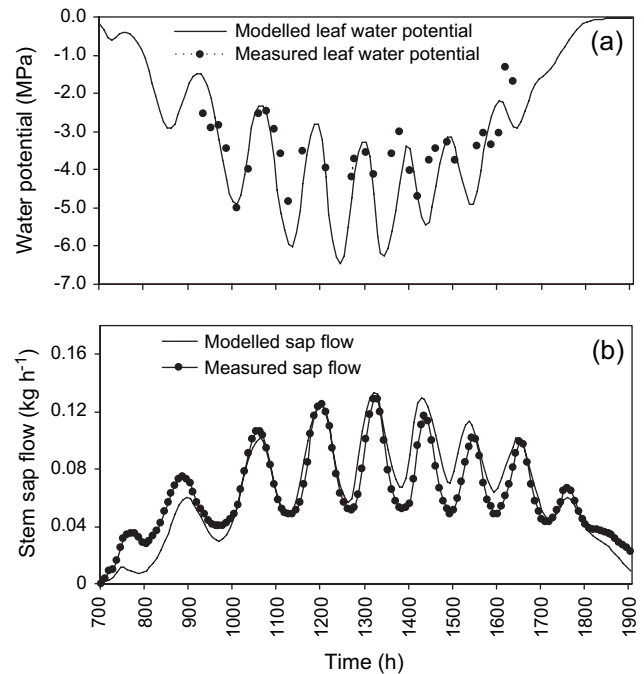 (a)
Modelled leaf water potential
Measured leaf water potential
Water potential (MPa)
0.0
-1.0
-2.0
-3.0
-4.0
-5.0
-6.0
-7.0
(b)
Modelled sap flow
Measured sap flow
Stem sap flow (kg h-1)
0.16
0.12
0.08
0.04
0
700
800
900
1000
1100
1200
1300
1400
1500
1600
1700
1800
1900
Time (h)